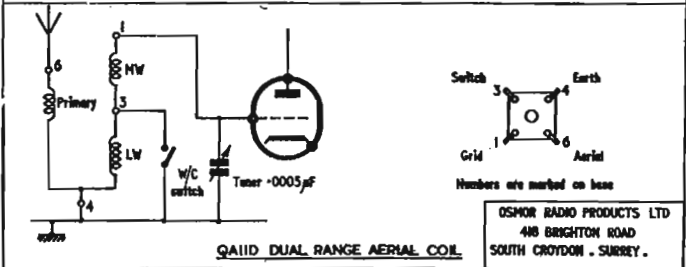 1
6
MW
Primary
3
LW
W/C
switch
Tuner ·0005µF
4
Switch
3
4
Earth
1
6
Grid
Aerial
Numbers are marked on base
QA11D DUAL RANGE AERIAL COIL
OSMOR RADIO PRODUCTS LTD
418 BRIGHTON ROAD
SOUTH CROYDON . SURREY .